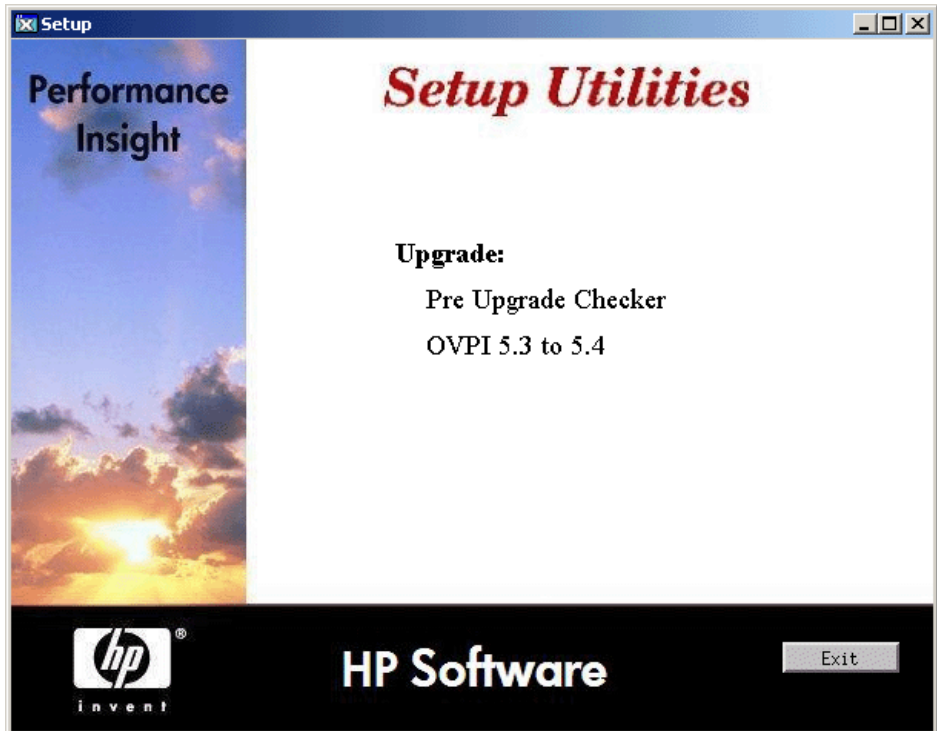 Setup
Performance
Insight
Setup Utilities
Upgrade:
Pre Upgrade Checker
OVPI 5.3 to 5.4
hp ®
invent
HP Software
Exit